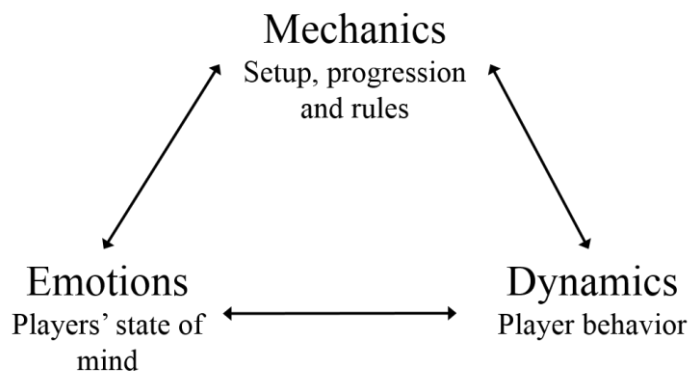 Mechanics
Setup, progression
and rules
Emotions
Players’ state of
mind
Dynamics
Player behavior